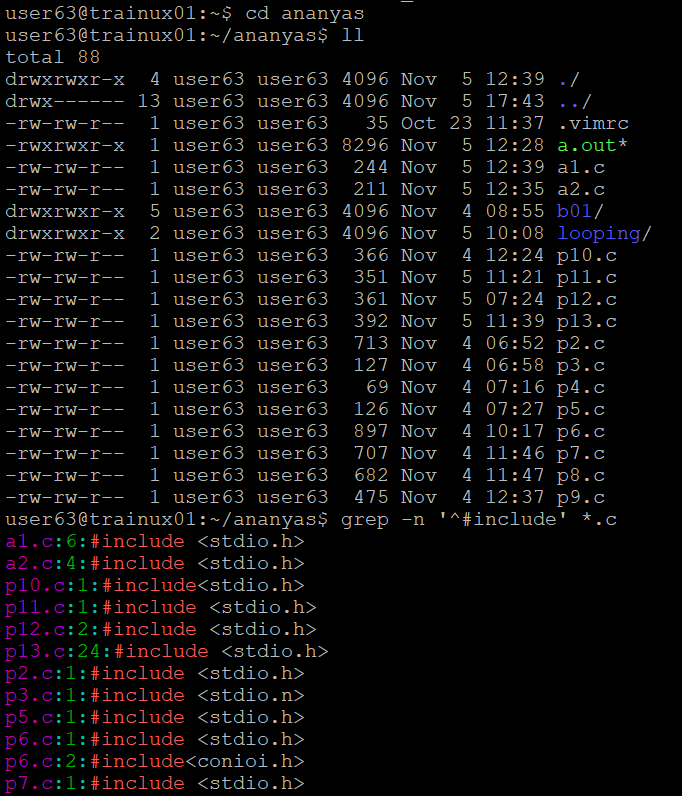 user63@trainux01:~$ cd ananyas
user63@trainux01:~/ananyas$ ll
total 88
drwxrwxr-x  4 user63 user63 4096 Nov  5 12:39 ./
drwx------ 13 user63 user63 4096 Nov  5 17:43 ../
-rw-rw-r--  1 user63 user63   35 Oct 23 11:37 .vimrc
-rwxrwxr-x  1 user63 user63 8296 Nov  5 12:28 a.out*
-rw-rw-r--  1 user63 user63  244 Nov  5 12:39 a1.c
-rw-rw-r--  1 user63 user63  211 Nov  5 12:35 a2.c
drwxrwxr-x  5 user63 user63 4096 Nov  4 08:55 b01/
drwxrwxr-x  2 user63 user63 4096 Nov  5 10:08 looping/
-rw-rw-r--  1 user63 user63  366 Nov  4 12:24 p10.c
-rw-rw-r--  1 user63 user63  351 Nov  5 11:21 p11.c
-rw-rw-r--  1 user63 user63  361 Nov  5 07:24 p12.c
-rw-rw-r--  1 user63 user63  392 Nov  5 11:39 p13.c
-rw-rw-r--  1 user63 user63  713 Nov  4 06:52 p2.c
-rw-rw-r--  1 user63 user63  127 Nov  4 06:58 p3.c
-rw-rw-r--  1 user63 user63   69 Nov  4 07:16 p4.c
-rw-rw-r--  1 user63 user63  126 Nov  4 07:27 p5.c
-rw-rw-r--  1 user63 user63  897 Nov  4 10:17 p6.c
-rw-rw-r--  1 user63 user63  707 Nov  4 11:46 p7.c
-rw-rw-r--  1 user63 user63  682 Nov  4 11:47 p8.c
-rw-rw-r--  1 user63 user63  475 Nov  4 12:37 p9.c
user63@trainux01:~/ananyas$ grep -n '^#include' *.c
a1.c:6:#include <stdio.h>
a2.c:4:#include <stdio.h>
p10.c:1:#include<stdio.h>
p11.c:1:#include <stdio.h>
p12.c:2:#include <stdio.h>
p13.c:24:#include <stdio.h>
p2.c:1:#include <stdio.h>
p3.c:1:#include <stdio.h>
p5.c:1:#include <stdio.h>
p6.c:1:#include <stdio.h>
p6.c:2:#include<conioi.h>
p7.c:1:#include <stdio.h>